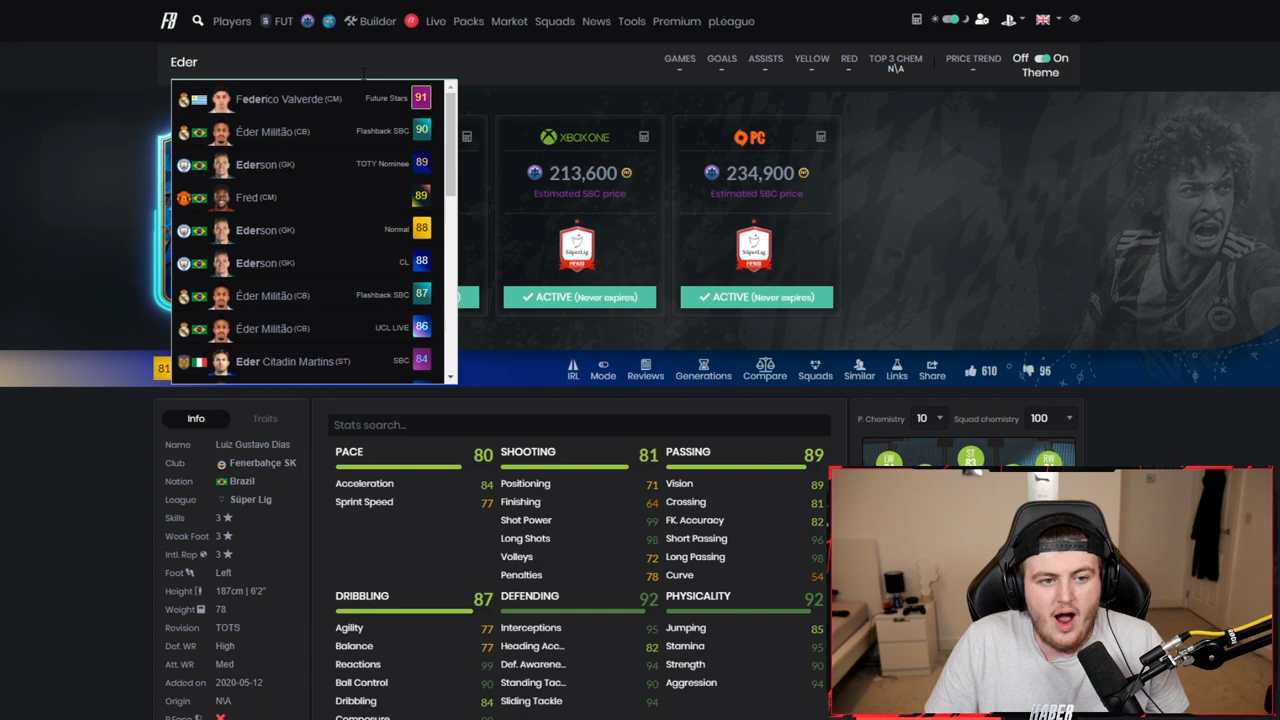 FB Players FUT Builder Live Packs Market Squads News Tools Premium pLeague
Eder
GAMES GOALS ASSISTS YELLOW RED TOP 3 CHEM PRICE TREND Off On
- - - - - N\A - Theme
Federico Valverde (CM) Future Stars 91
Éder Militão (CB) Flashback SBC 90
Ederson (GK) TOTY Nominee 89
Fred (CM) 89
Ederson (GK) Normal 88
Ederson (GK) CL 88
Éder Militão (CB) Flashback SBC 87
Éder Militão (CB) UCL LIVE 86
Eder Citadin Martins (ST) SBC 84
XBOX ONE
213,600
Estimated SBC price
SüperLig
ACTIVE (Never expires)
PC
234,900
Estimated SBC price
SüperLig
ACTIVE (Never expires)
81
IRL Mode Reviews Generations Compare Squads Similar Links Share 610 96
Info Traits
Name Luiz Gustavo Dias
Club Fenerbahçe SK
Nation Brazil
League Süper Lig
Skills 3
Weak Foot 3
Intl. Rep 3
Foot Left
Height 187cm | 6'2"
Weight 78
Revision TOTS
Def. WR High
Att. WR Med
Added on 2020-05-12
Origin N\A
Stats search...
PACE 80
Acceleration 84
Sprint Speed 77
SHOOTING 81
Positioning 71
Finishing 64
Shot Power 99
Long Shots 98
Volleys 72
Penalties 78
PASSING 89
Vision 89
Crossing 81
FK. Accuracy 82
Short Passing 96
Long Passing 98
Curve 54
DRIBBLING 87
Agility 77
Balance 77
Reactions 99
Ball Control 90
Dribbling 84
DEFENDING 92
Interceptions 95
Heading Acc... 82
Def. Awarene... 94
Standing Tac... 90
Sliding Tackle 94
PHYSICALITY 92
Jumping 85
Stamina 95
Strength 90
Aggression 94
P. Chemistry 10 Squad chemistry 100
LW ST RW
83
HABER